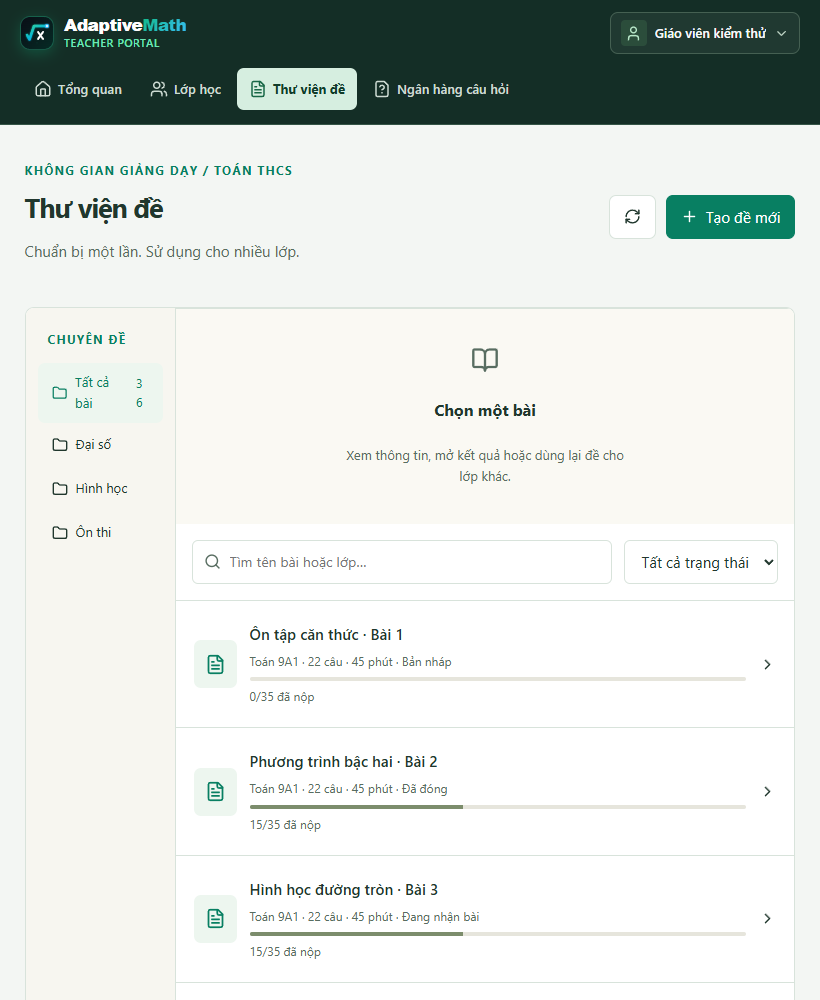 AdaptiveMath
TEACHER PORTAL
Giáo viên kiểm thử
Tổng quan
Lớp học
Thư viện đề
Ngân hàng câu hỏi
KHÔNG GIAN GIẢNG DẠY / TOÁN THCS
Thư viện đề
Chuẩn bị một lần. Sử dụng cho nhiều lớp.
Tạo đề mới
CHUYÊN ĐỀ
Tất cả
bài
3
6
Đại số
Hình học
Ôn thi
Chọn một bài
Xem thông tin, mở kết quả hoặc dùng lại đề cho
lớp khác.
Tìm tên bài hoặc lớp...
Tất cả trạng thái
Ôn tập căn thức · Bài 1
Toán 9A1 · 22 câu · 45 phút · Bản nháp
0/35 đã nộp
Phương trình bậc hai · Bài 2
Toán 9A1 · 22 câu · 45 phút · Đã đóng
15/35 đã nộp
Hình học đường tròn · Bài 3
Toán 9A1 · 22 câu · 45 phút · Đang nhận bài
15/35 đã nộp